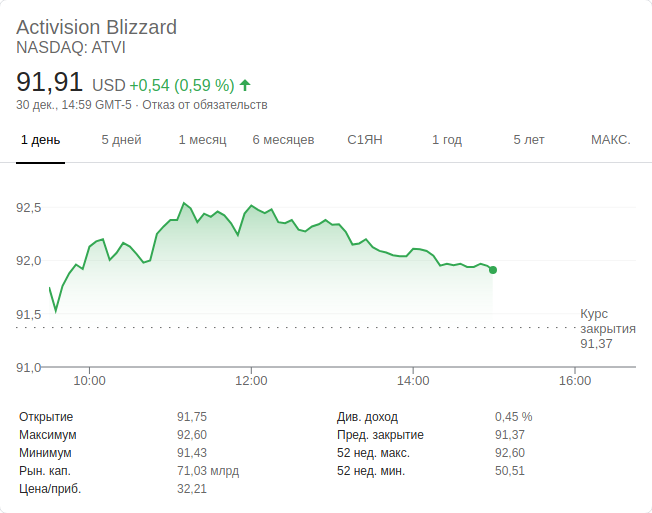 Activision Blizzard
NASDAQ: ATVI
91,91 USD +0,54 (0,59 %)
30 дек., 14:59 GMT-5 · Отказ от обязательств
1 день 5 дней 1 месяц 6 месяцев С1ЯН 1 год 5 лет МАКС.
92,5
92,0
91,5
Курс
закрытия
91,37
91,0
10:00 12:00 14:00 16:00
Открытие 91,75 Див. доход 0,45 %
Максимум 92,60 Пред. закрытие 91,37
Минимум 91,43 52 нед. макс. 92,60
Рын. кап. 71,03 млрд 52 нед. мин. 50,51
Цена/приб. 32,21